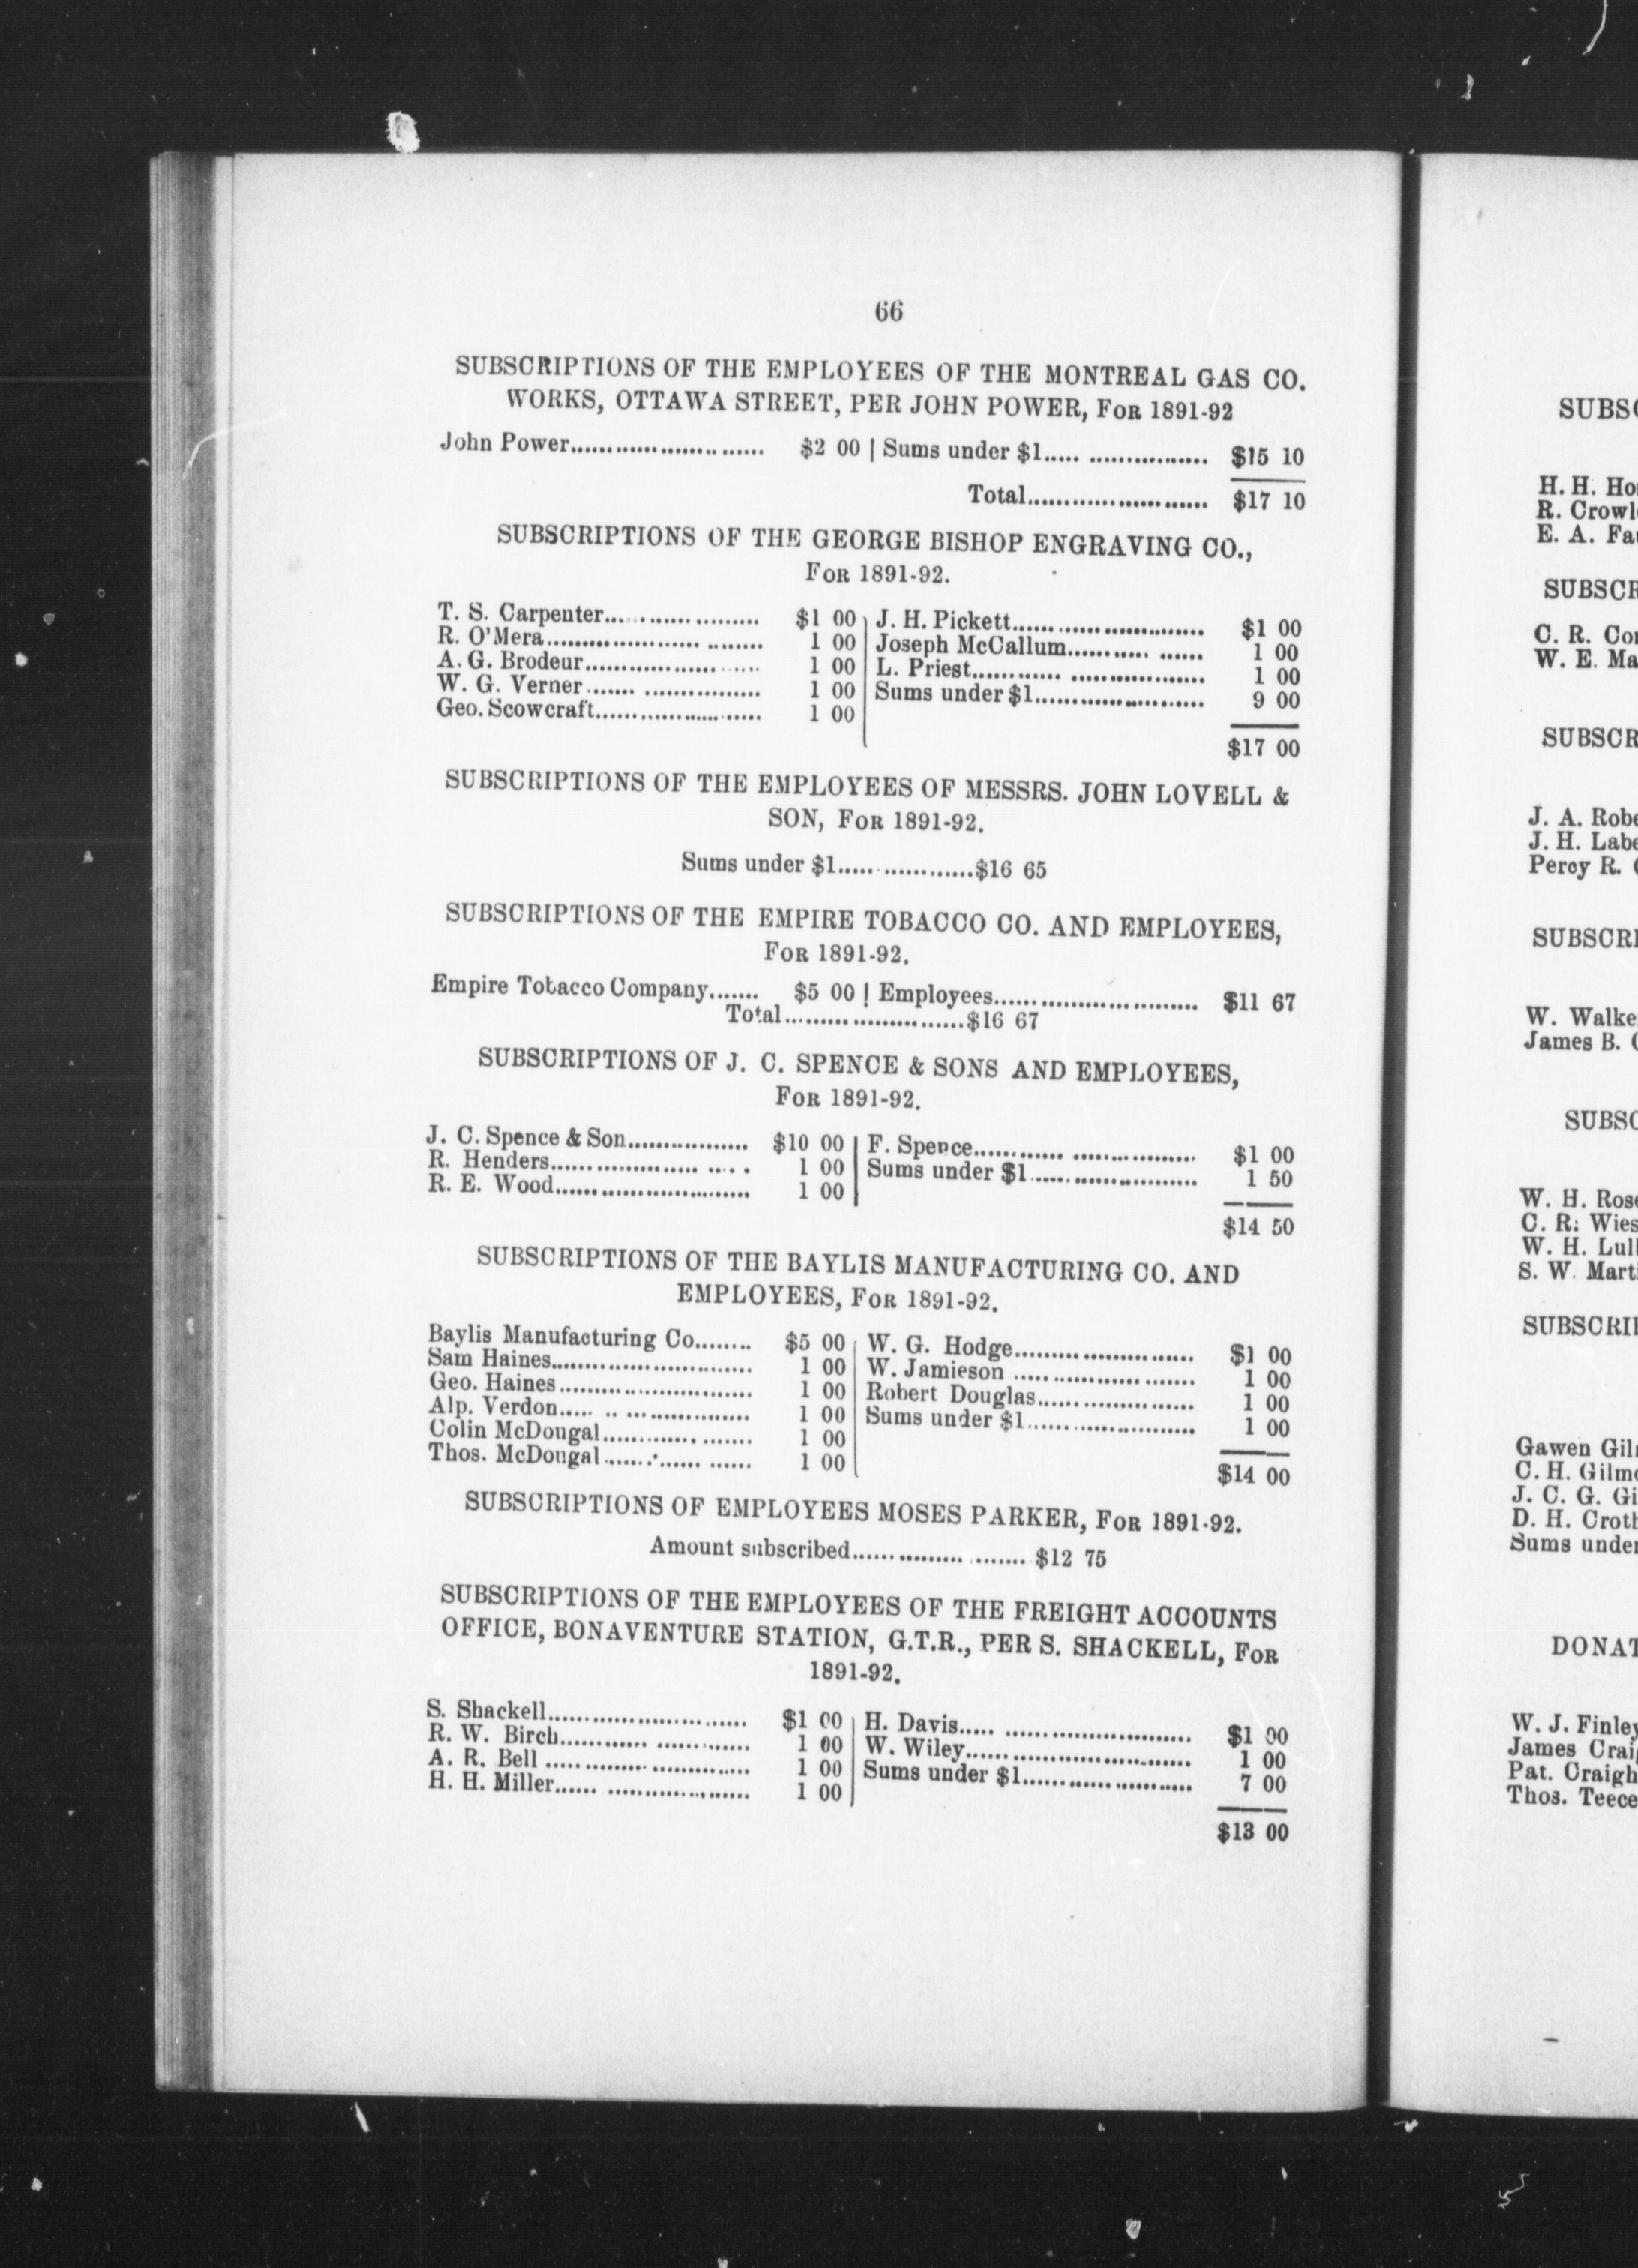 66
SUBSCRIPTIONS OF THE EMPLOYEES OF THE MONTREAL GAS CO.
WORKS, OTTAWA STREET, PER JOHN POWER, FOR 1891-92
John Power........................... $2 00 | Sums under $1..... ................. $15 10
Total......................... $17 10
SUBSCRIPTIONS OF THE GEORGE BISHOP ENGRAVING CO.,
FOR 1891-92.
T. S. Carpenter...................... $1 00 | J. H. Pickett.......................... $1 00
R. O'Mera..................... ........ 1 00 | Joseph McCallum........... ...... 1 00
A. G. Brodeur........................ 1 00 | L. Priest............ .................. 1 00
W. G. Verner....... ................ 1 00 | Sums under $1....................... 9 00
Geo. Scowcraft....................... 1 00
$17 00
SUBSCRIPTIONS OF THE EMPLOYEES OF MESSRS. JOHN LOVELL &
SON, FOR 1891-92.
Sums under $1...................$16 65
SUBSCRIPTIONS OF THE EMPIRE TOBACCO CO. AND EMPLOYEES,
FOR 1891-92.
Empire Tobacco Company....... $5 00 | Employees............................ $11 67
Total.........................$16 67
SUBSCRIPTIONS OF J. C. SPENCE & SONS AND EMPLOYEES,
FOR 1891-92.
J. C. Spence & Son................. $10 00 | F. Spence............ ................. $1 00
R. Henders.................... ..... . 1 00 | Sums under $1....................... 1 50
R. E. Wood........................... 1 00
$14 50
SUBSCRIPTIONS OF THE BAYLIS MANUFACTURING CO. AND
EMPLOYEES, FOR 1891-92.
Baylis Manufacturing Co........ $5 00 | W. G. Hodge......................... $1 00
Sam Haines............................ 1 00 | W. Jamieson ......................... 1 00
Geo. Haines........................... 1 00 | Robert Douglas...................... 1 00
Alp. Verdon..... .. ................. 1 00 | Sums under $1....................... 1 00
Colin McDougal............. ....... 1 00
Thos. McDougal ............. ...... 1 00
$14 00
SUBSCRIPTIONS OF EMPLOYEES MOSES PARKER, FOR 1891-92.
Amount subscribed............... ........ $12 75
SUBSCRIPTIONS OF THE EMPLOYEES OF THE FREIGHT ACCOUNTS
OFFICE, BONAVENTURE STATION, G.T.R., PER S. SHACKELL, FOR
1891-92.
S. Shackell............................ $1 00 | H. Davis..... .......................... $1 00
R. W. Birch............ ............. 1 00 | W. Wiley............................... 1 00
A. R. Bell .............. .............. 1 00 | Sums under $1........................ 7 00
H. H. Miller...... .................... 1 00
$13 00
H. H.
R.
E. A.
C. R.
W. E.
J. A.
J. H.
Percy R.
W.
James B.
W. H.
C. R.
W. H.
S. W.
Gawen
C. H.
J. C. G.
D. H.
Sums under
W. J. Finley
James
Pat.
Thos. Teece